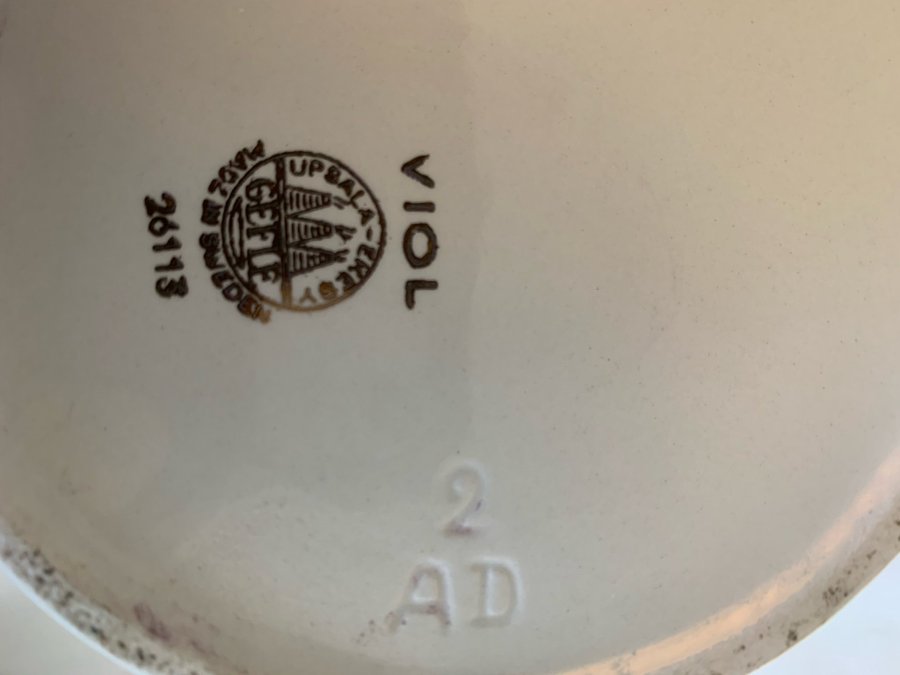 VIOL
UPSALA-EKEBY
GEFLE
MADE IN SWEDEN
26113
2
AD